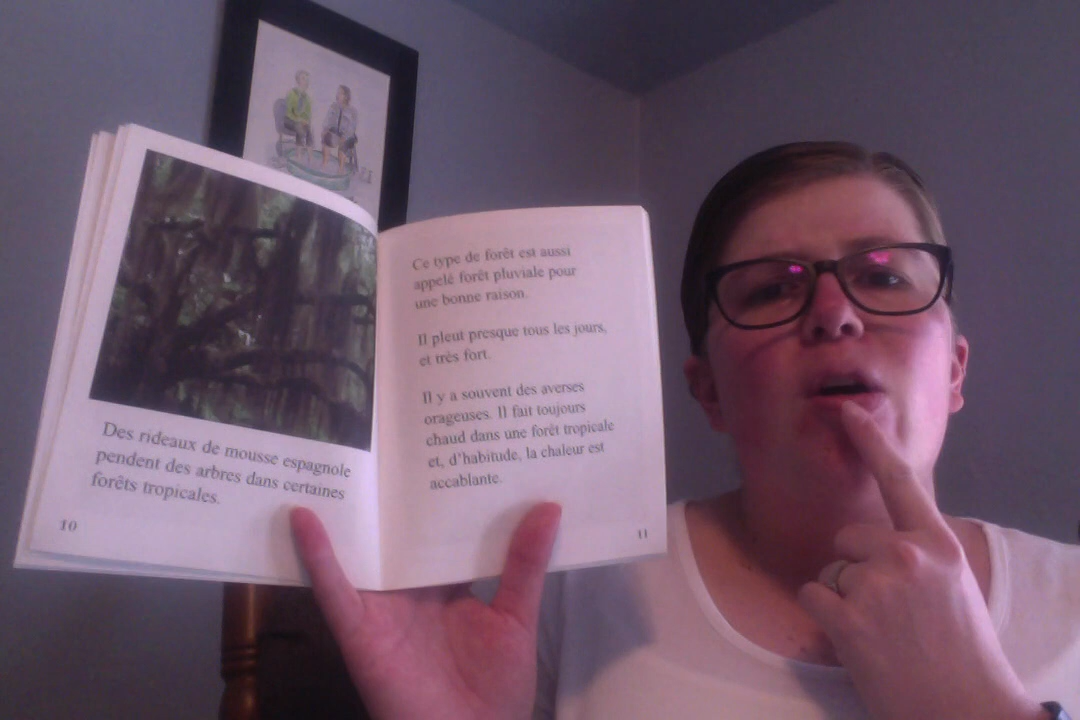 Des rideaux de mousse espagnole
pendent des arbres dans certaines
forêts tropicales.
10
Ce type de forêt est aussi
appelé forêt pluviale pour
une bonne raison.
Il pleut presque tous les jours,
et très fort.
Il y a souvent des averses
orageuses. Il fait toujours
chaud dans une forêt tropicale
et, d'habitude, la chaleur est
accablante.
11